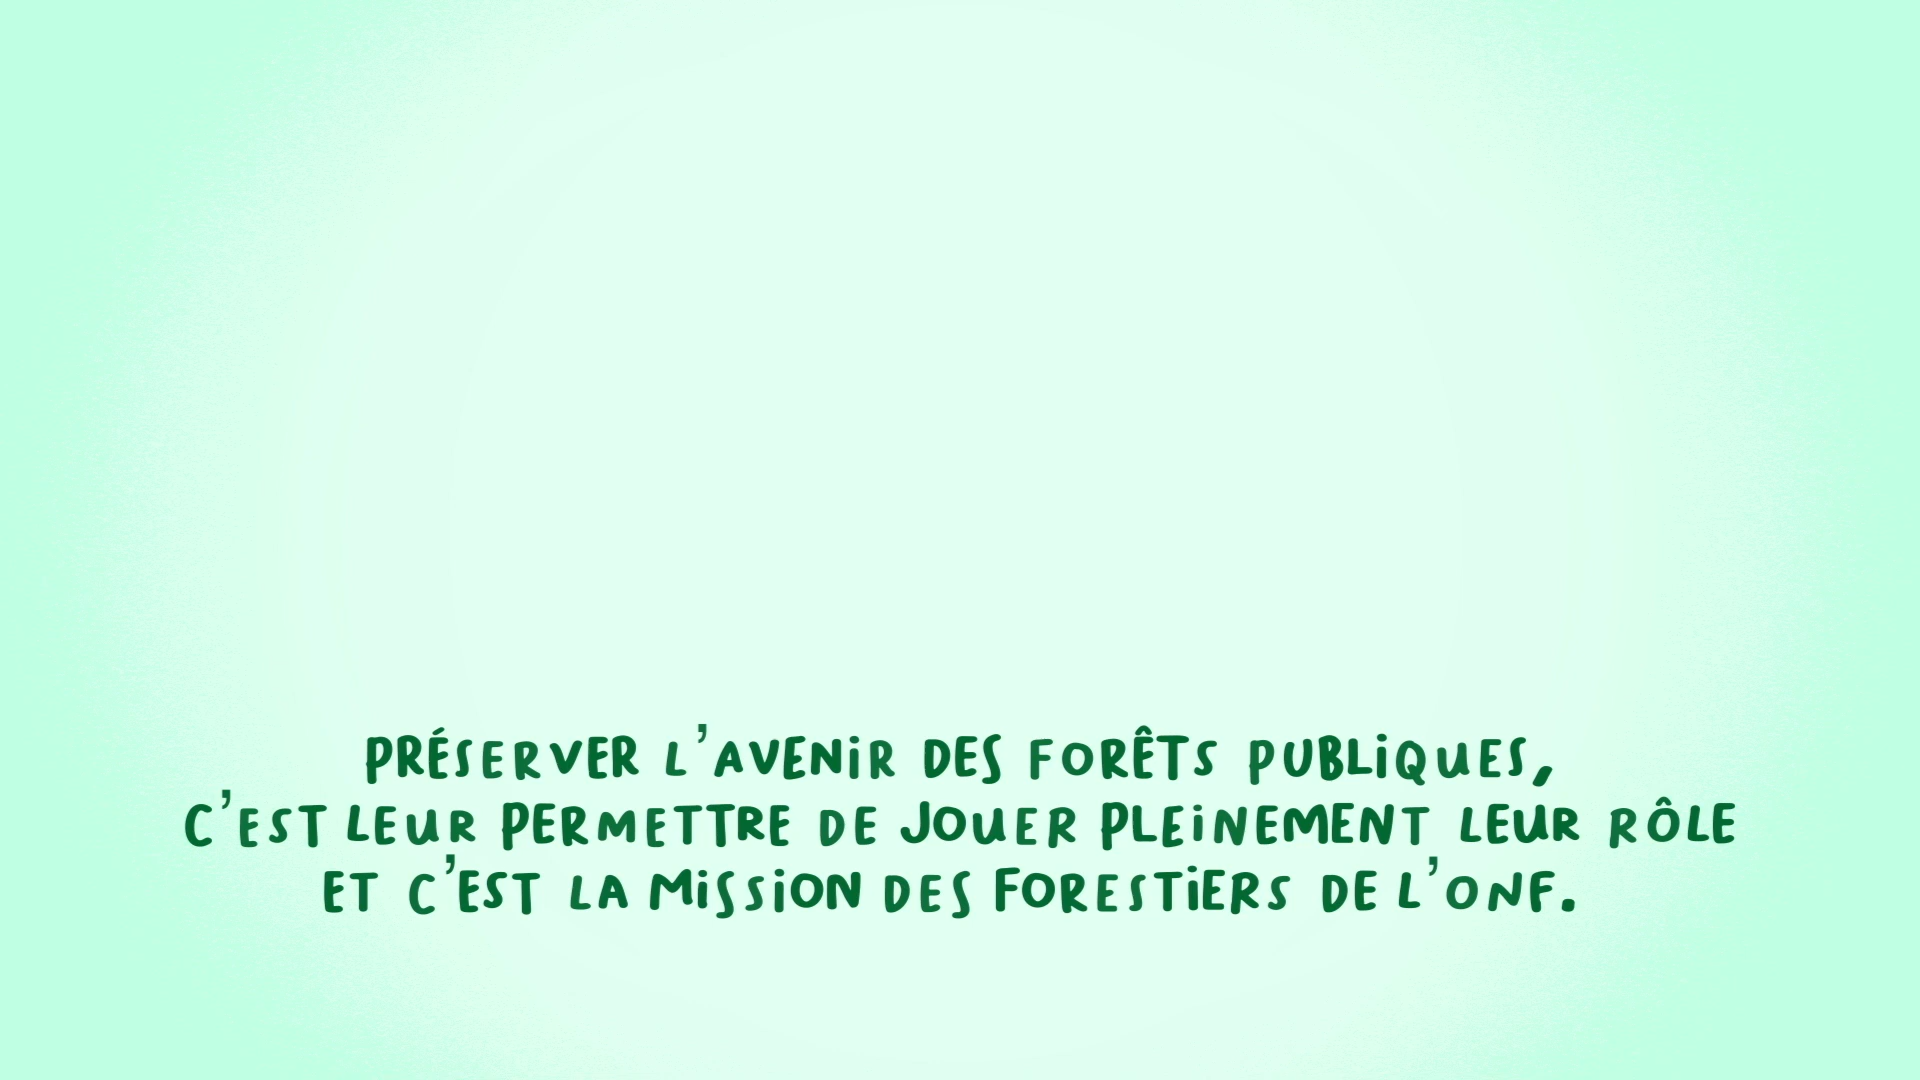 PRÉSERVER L'AVENIR DES FORÊTS PUBLIQUES,
C'EST LEUR PERMETTRE DE JOUER PLEINEMENT LEUR RÔLE
ET C'EST LA MISSION DES FORESTIERS DE L'ONF.